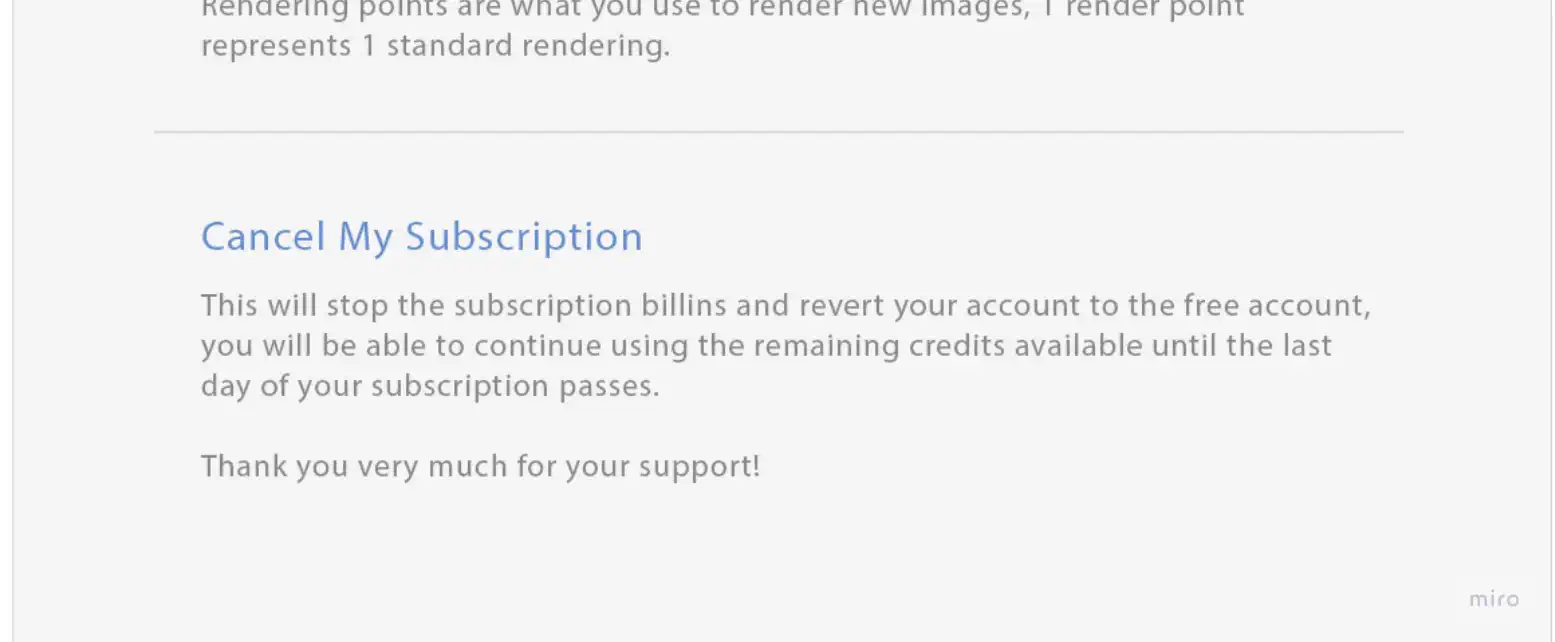 Rendering points are what you use to render new images, 1 render point
represents 1 standard rendering.
Cancel My Subscription
This will stop the subscription billins and revert your account to the free account,
you will be able to continue using the remaining credits available until the last
day of your subscription passes.
Thank you very much for your support!
miro